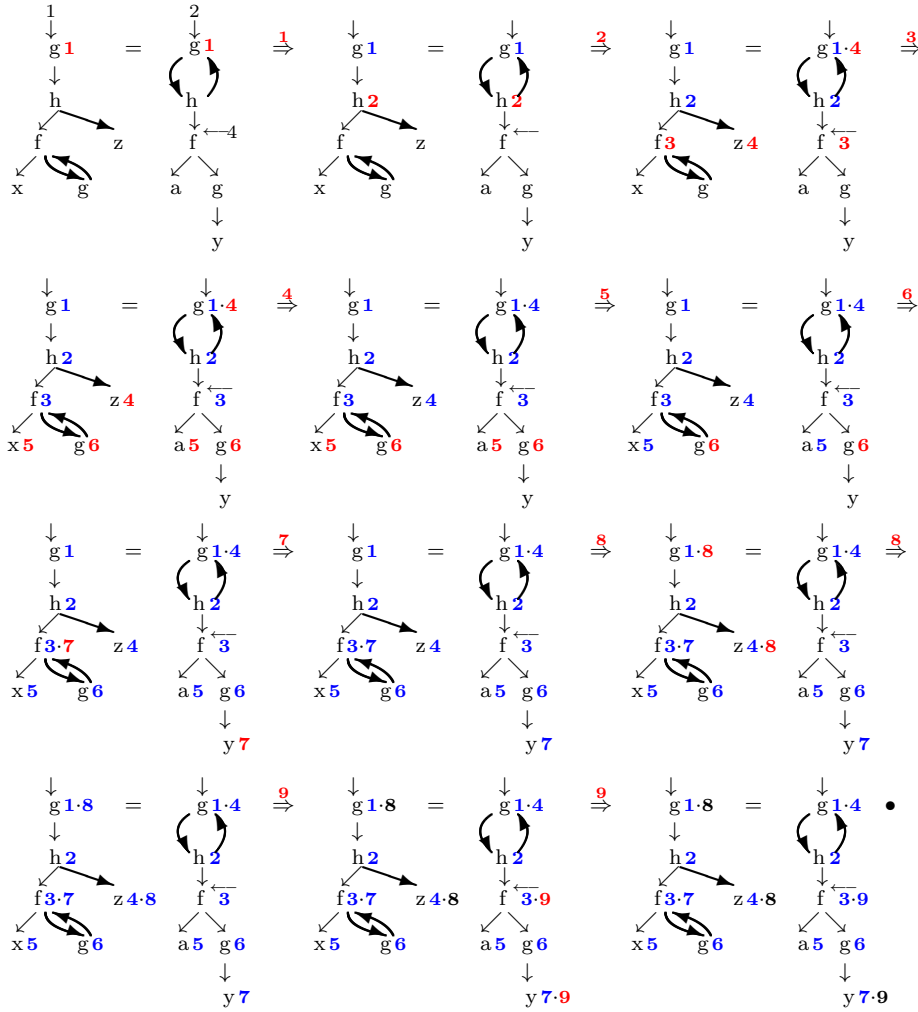 1 2
g 1 = g 1 ⇒ 1 g 1 = g 1 ⇒ 2 g 1 = g 1·4 ⇒ 3
h h h 2 h 2 h 2 h 2
f z f 4 f z f f 3 z 4 f 3
x g a g x g a g x g a g
y y y
g 1 = g 1·4 ⇒ 4 g 1 = g 1·4 ⇒ 5 g 1 = g 1·4 ⇒ 6
h 2 h 2 h 2 h 2 h 2 h 2
f 3 z 4 f 3 f 3 z 4 f 3 f 3 z 4 f 3
x 5 g 6 a 5 g 6 x 5 g 6 a 5 g 6 x 5 g 6 a 5 g 6
y y y
g 1 = g 1·4 ⇒ 7 g 1 = g 1·4 ⇒ 8 g 1·8 = g 1·4 ⇒ 8
h 2 h 2 h 2 h 2 h 2 h 2
f 3·7 z 4 f 3 f 3·7 z 4 f 3 f 3·7 z 4·8 f 3
x 5 g 6 a 5 g 6 x 5 g 6 a 5 g 6 x 5 g 6 a 5 g 6
y 7 y 7 y 7
g 1·8 = g 1·4 ⇒ 9 g 1·8 = g 1·4 ⇒ 9 g 1·8 = g 1·4 •
h 2 h 2 h 2 h 2 h 2 h 2
f 3·7 z 4·8 f 3 f 3·7 z 4·8 f 3·9 f 3·7 z 4·8 f 3·9
x 5 g 6 a 5 g 6 x 5 g 6 a 5 g 6 x 5 g 6 a 5 g 6
y 7 y 7·9 y 7·9